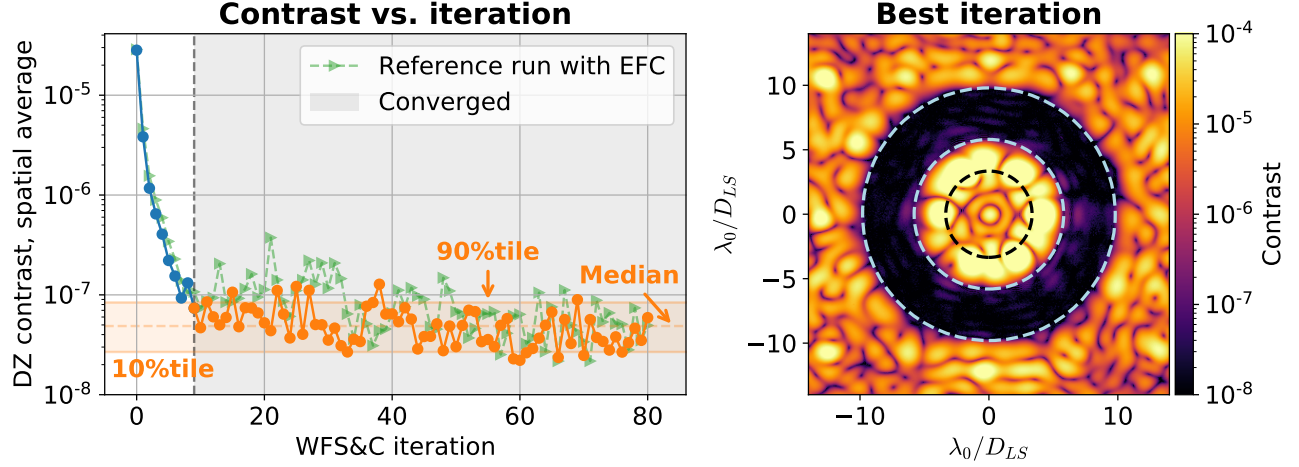 Contrast vs. iteration
DZ contrast, spatial average
10⁻⁵
10⁻⁶
10⁻⁷
10⁻⁸
Reference run with EFC
Converged
90%tile
Median
10%tile
0
20
40
60
80
WFS&C iteration
Best iteration
λ₀/D_LS
10
5
0
−5
−10
−10
0
10
λ₀/D_LS
10⁻⁴
10⁻⁵
10⁻⁶
10⁻⁷
10⁻⁸
Contrast